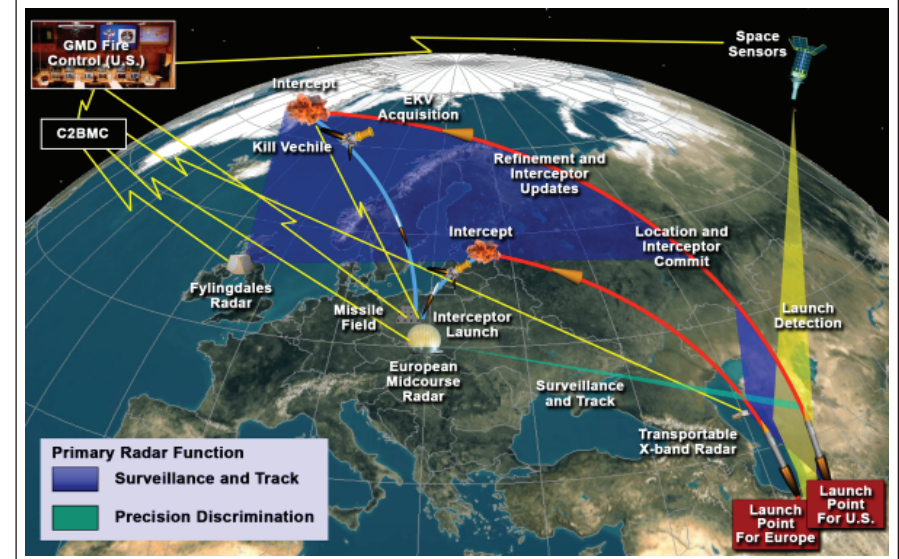 GMD Fire
Control (U.S.)
Space
Sensors
Intercept
EKV
Acquisition
C2BMC
Kill Vechile
Refinement and
Interceptor
Updates
Intercept
Location and
Interceptor
Commit
Fylingdales
Radar
Missile
Field
Interceptor
Launch
Launch
Detection
European
Midcourse
Radar
Surveillance
and Track
Transportable
X-band Radar
Primary Radar Function
Surveillance and Track
Precision Discrimination
Launch
Point
For Europe
Launch
Point
For U.S.